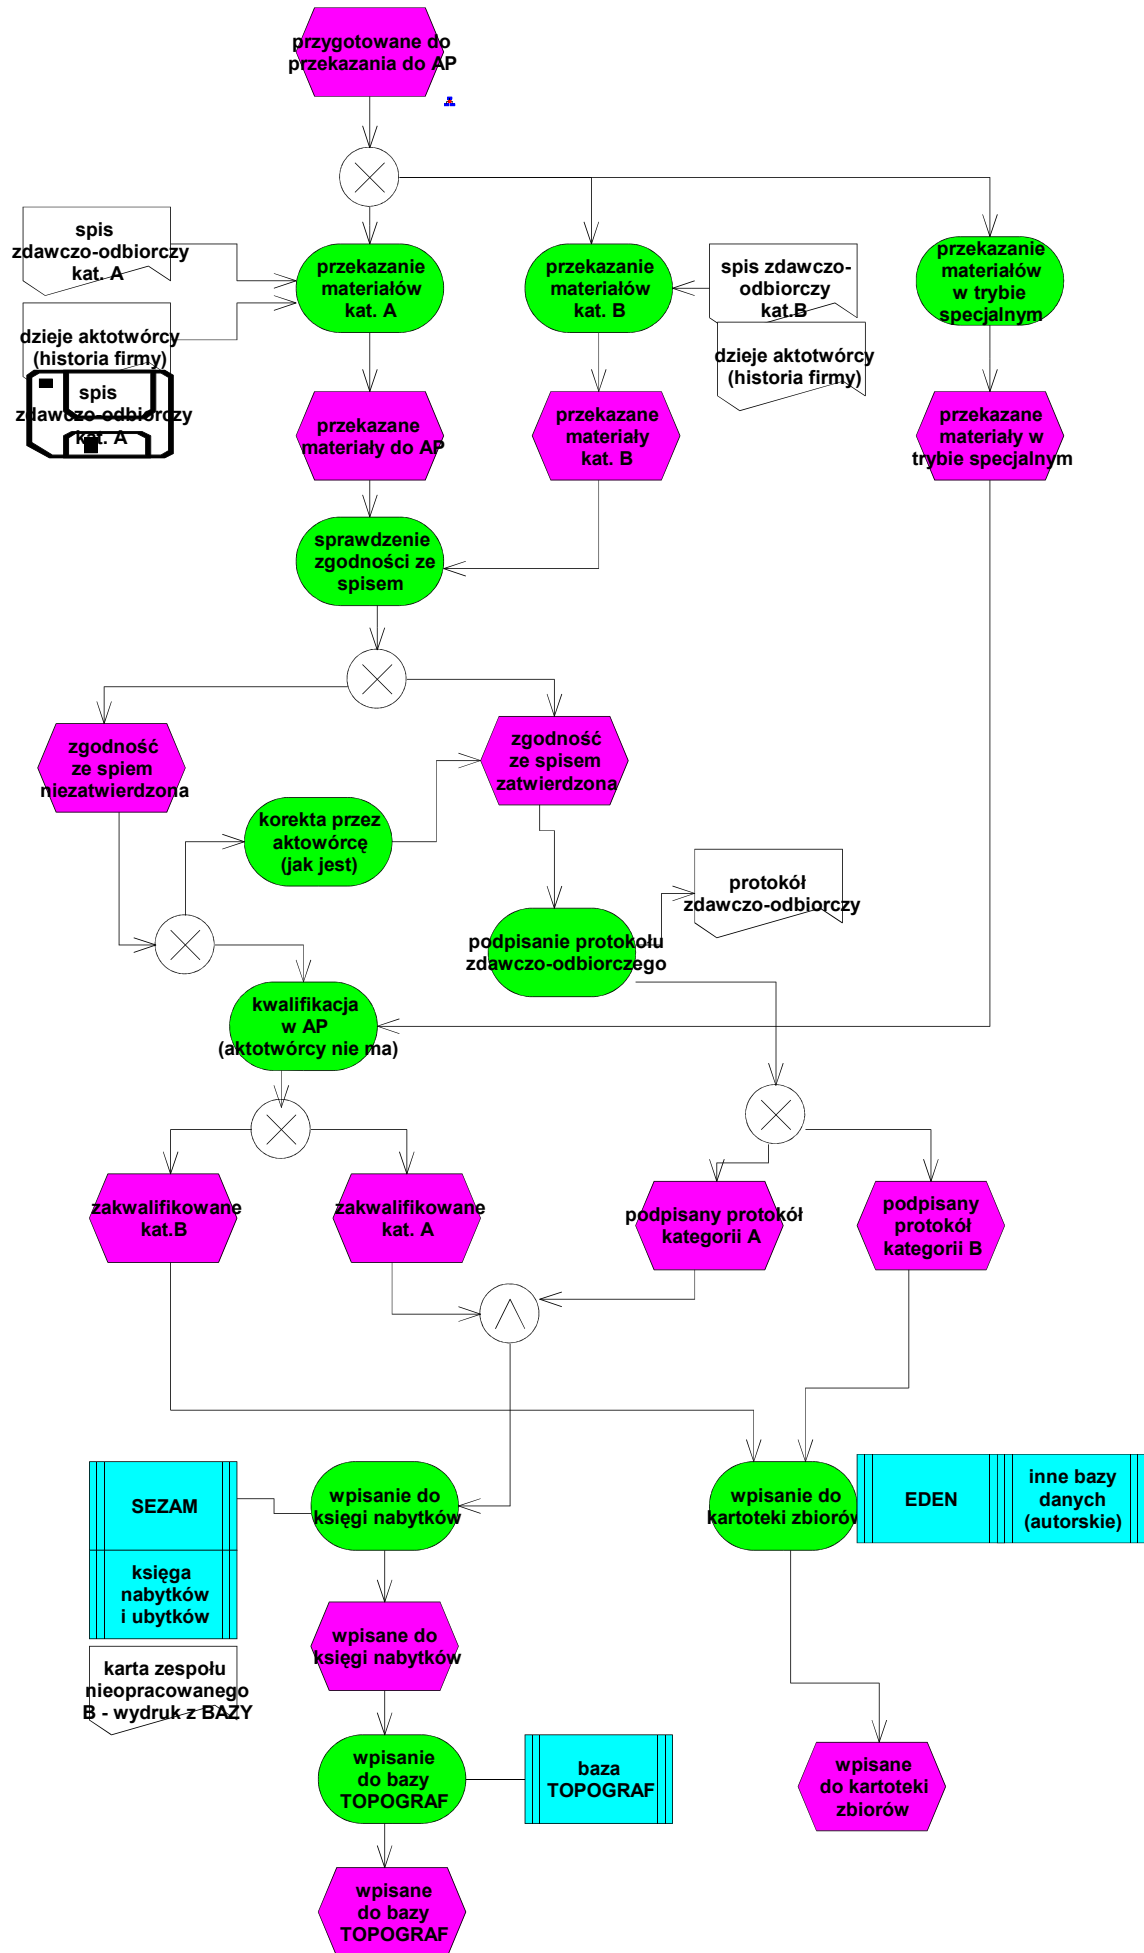 przygotowane do
przekazania do AP
spis
zdawczo-odbiorczy
kat. A
przekazanie
materiałów
kat. A
przekazanie
materiałów
kat. B
spis zdawczo-
odbiorczy
kat.B
przekazanie
materiałów
w trybie
specjalnym
dzieje aktotwórcy
(historia firmy)
dzieje aktotwórcy
(historia firmy)
spis
zdawczo-odbiorczy
kat. A
przekazane
materiały do AP
przekazane
materiały
kat. B
przekazane
materiały w
trybie specjalnym
sprawdzenie
zgodności ze
spisem
zgodność
ze spiem
niezatwierdzona
zgodność
ze spisem
zatwierdzona
korekta przez
aktowórcę
(jak jest)
protokół
zdawczo-odbiorczy
podpisanie protokołu
zdawczo-odbiorczego
kwalifikacja
w AP
(aktotwórcy nie ma)
zakwalifikowane
kat.B
zakwalifikowane
kat. A
podpisany protokół
kategorii A
podpisany
protokół
kategorii B
SEZAM
wpisanie do
księgi nabytków
wpisanie do
kartoteki zbiorów
EDEN
inne bazy
danych
(autorskie)
księga
nabytków
i ubytków
wpisane do
księgi nabytków
karta zespołu
nieopracowanego
B - wydruk z BAZY
wpisanie
do bazy
TOPOGRAF
baza
TOPOGRAF
wpisane
do kartoteki
zbiorów
wpisane
do bazy
TOPOGRAF